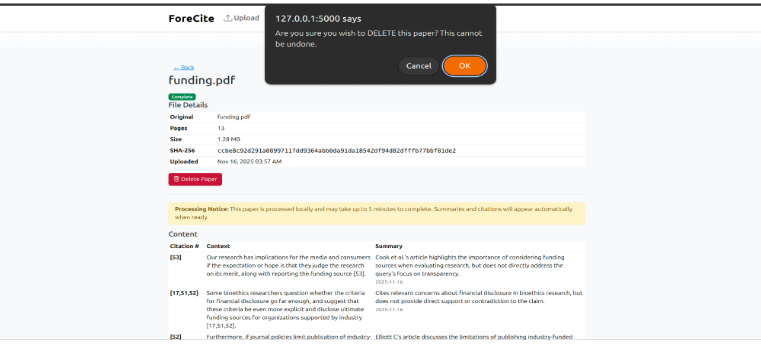 ForeCite Upload
127.0.0.1:5000 says
Are you sure you wish to DELETE this paper? This cannot
be undone.
Cancel OK
← Back
funding.pdf
Complete
File Details
Original funding.pdf
Pages 13
Size 1.28 MB
SHA-256 ccbe8c92d291a08997117dd9364abb0da91da18542df94d82dfffb77bbf81de2
Uploaded Nov 16, 2025 03:57 AM
Delete Paper
Processing Notice: This paper is processed locally and may take up to 5 minutes to complete. Summaries and citations will appear automatically
when ready.
Content
Citation # Context Summary
[53] Our research has implications for the media and consumers Cook et al.'s article highlights the importance of considering funding
if the expectation or hope is that they judge the research sources when evaluating research, but does not directly address the
on its merit, along with reporting the funding source [53]. query's focus on transparency.
2025-11-16
[17,51,52] Some bioethics researchers question whether the criteria Cites relevant concerns about financial disclosure in bioethics research, but
for financial disclosure go far enough, and suggest that does not provide direct support or contradiction to the claim.
these criteria be even more explicit and disclose ultimate 2025-11-16
funding sources for organizations supported by industry
[17,51,52].
[52] Furthermore, if journal policies limit publication of industry Elliott C's article discusses the limitations of publishing industry-funded